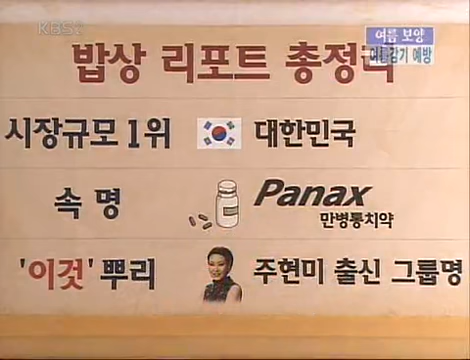 KBS
여름 보양
여름감기 예방
밥상 리포트 총정리
시장규모 1위 대한민국
속 명 Panax
만병통치약
'이것' 뿌리 주현미 출신 그룹명